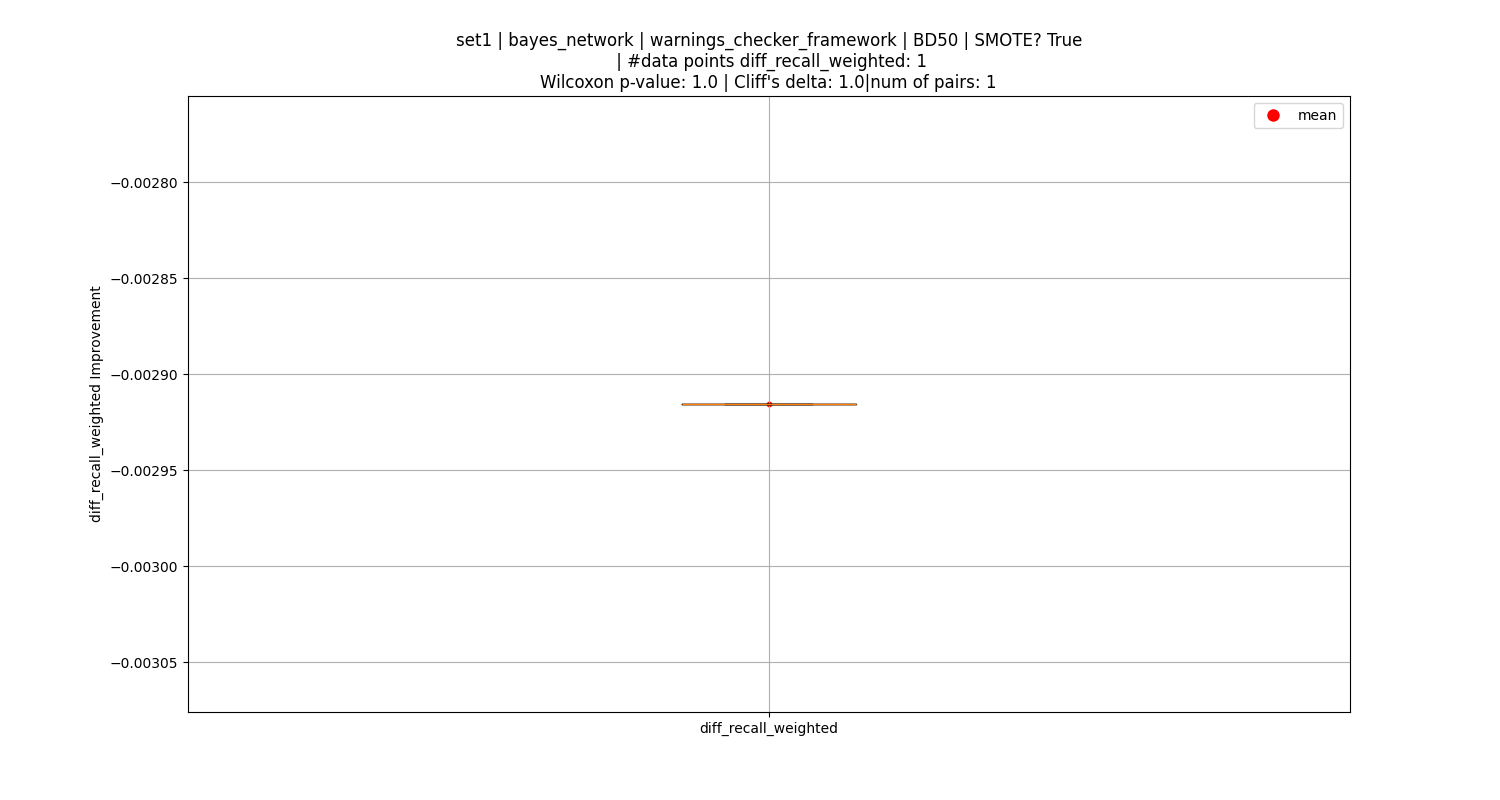 set1 | bayes_network | warnings_checker_framework | BD50 | SMOTE? True
| #data points diff_recall_weighted: 1
Wilcoxon p-value: 1.0 | Cliff's delta: 1.0|num of pairs: 1
mean
−0.00280
−0.00285
−0.00290
−0.00295
−0.00300
−0.00305
diff_recall_weighted Improvement
diff_recall_weighted